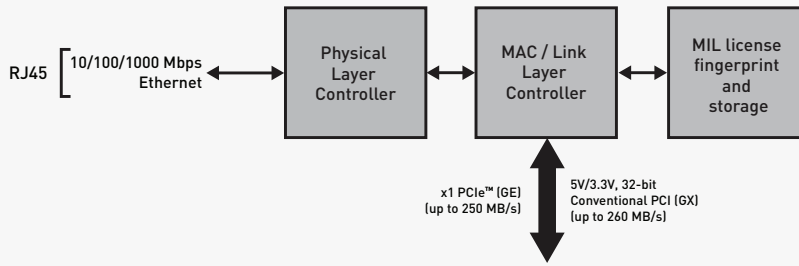 RJ45
10/100/1000 Mbps
Ethernet
Physical
Layer
Controller
MAC / Link
Layer
Controller
MIL license
fingerprint
and
storage
x1 PCIe™ (GE)
(up to 250 MB/s)
5V/3.3V, 32-bit
Conventional PCI (GX)
(up to 260 MB/s)